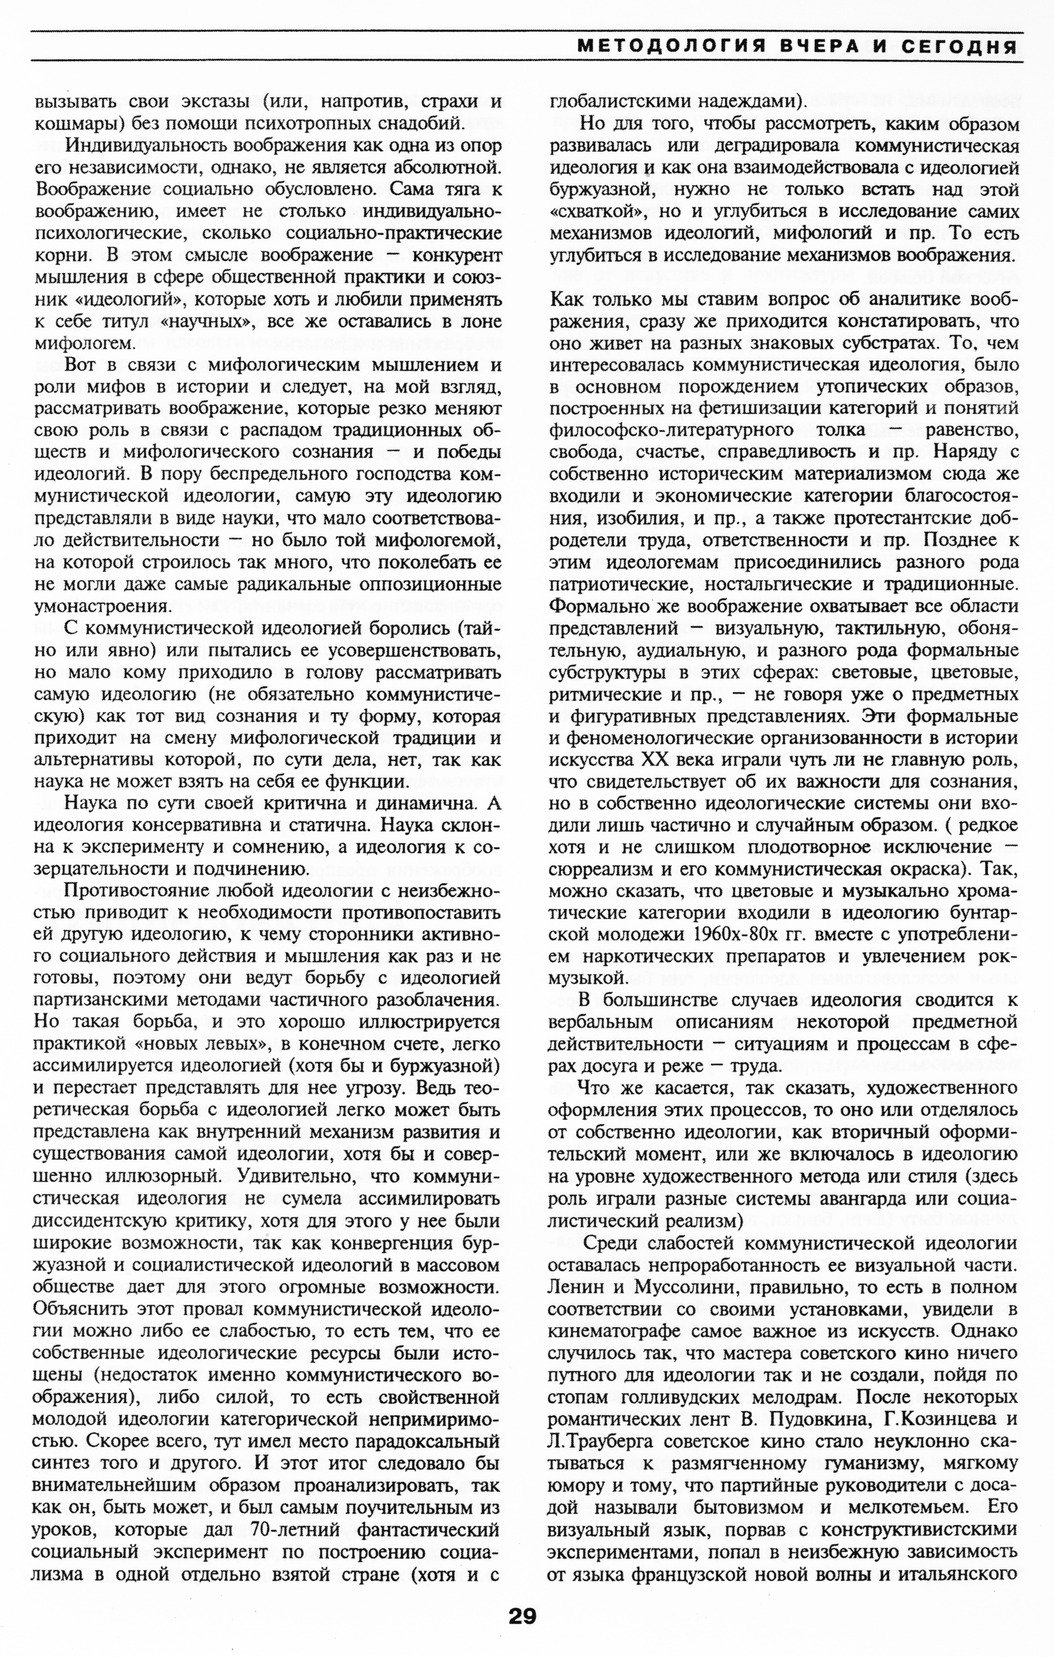 МЕТОДОЛОГИЯ ВЧЕРА И СЕГОДНЯ
вызывать свои экстазы (или, напротив, страхи и
кошмары) без помощи психотропных снадобий.
Индивидуальность воображения как одна из опор
его независимости, однако, не является абсолютной.
Воображение социально обусловлено. Сама тяга к
воображению, имеет не столько индивидуально-
психологические, сколько социально-практические
корни. В этом смысле воображение — конкурент
мышления в сфере общественной практики и союз-
ник «идеологий», которые хоть и любили применять
к себе титул «научных», все же оставались в лоне
мифологем.
Вот в связи с мифологическим мышлением и
роли мифов в истории и следует, на мой взгляд,
рассматривать воображение, которые резко меняют
свою роль в связи с распадом традиционных об-
ществ и мифологического сознания — и победы
идеологий. В пору беспредельного господства ком-
мунистической идеологии, самую эту идеологию
представляли в виде науки, что мало соответствова-
ло действительности — но было той мифологемой,
на которой строилось так много, что поколебать ее
не могли даже самые радикальные оппозиционные
умонастроения.
С коммунистической идеологией боролись (тай-
но или явно) или пытались ее усовершенствовать,
но мало кому приходило в голову рассматривать
самую идеологию (не обязательно коммунистиче-
скую) как тот вид сознания и ту форму, которая
приходит на смену мифологической традиции и
альтернативы которой, по сути дела, нет, так как
наука не может взять на себя ее функции.
Наука по сути своей критична и динамична. А
идеология консервативна и статична. Наука склон-
на к эксперименту и сомнению, а идеология к со-
зерцательности и подчинению.
Противостояние любой идеологии с неизбежно-
стью приводит к необходимости противопоставить
ей другую идеологию, к чему сторонники активно-
го социального действия и мышления как раз и не
готовы, поэтому они ведут борьбу с идеологией
партизанскими методами частичного разоблачения.
Но такая борьба, и это хорошо иллюстрируется
практикой «новых левых», в конечном счете, легко
ассимилируется идеологией (хотя бы и буржуазной)
и перестает представлять для нее угрозу. Ведь тео-
ретическая борьба с идеологией легко может быть
представлена как внутренний механизм развития и
существования самой идеологии, хотя бы и совер-
шенно иллюзорный. Удивительно, что коммуни-
стическая идеология не сумела ассимилировать
диссидентскую критику, хотя для этого у нее были
широкие возможности, так как конвергенция бур-
жуазной и социалистической идеологий в массовом
обществе дает для этого огромные возможности.
Объяснить этот провал коммунистической идеоло-
гии можно либо ее слабостью, то есть тем, что ее
собственные идеологические ресурсы были исто-
щены (недостаток именно коммунистического во-
ображения), либо силой, то есть свойственной
молодой идеологии категорической непримиримо-
стью. Скорее всего, тут имел место парадоксальный
синтез того и другого. И этот итог следовало бы
внимательнейшим образом проанализировать, так
как он, быть может, и был самым поучительным из
уроков, которые дал 70-летний фантастический
социальный эксперимент по построению социа-
лизма в одной отдельно взятой стране (хотя и с
глобалистскими надеждами).
Но для того, чтобы рассмотреть, каким образом
развивалась или деградировала коммунистическая
идеология и как она взаимодействовала с идеологией
буржуазной, нужно не только встать над этой
«схваткой», но и углубиться в исследование самих
механизмов идеологий, мифологий и пр. То есть
углубиться в исследование механизмов воображения.
Как только мы ставим вопрос об аналитике вооб-
ражения, сразу же приходится констатировать, что
оно живет на разных знаковых субстратах. То, чем
интересовалась коммунистическая идеология, было
в основном порождением утопических образов,
построенных на фетишизации категорий и понятий
философско-литературного толка — равенство,
свобода, счастье, справедливость и пр. Наряду с
собственно историческим материализмом сюда же
входили и экономические категории благосостоя-
ния, изобилия, и пр., а также протестантские доб-
родетели труда, ответственности и пр. Позднее к
этим идеологемам присоединились разного рода
патриотические, ностальгические и традиционные.
Формально же воображение охватывает все области
представлений — визуальную, тактильную, обоня-
тельную, аудиальную, и разного рода формальные
субструктуры в этих сферах: световые, цветовые,
ритмические и пр., — не говоря уже о предметных
и фигуративных представлениях. Эти формальные
и феноменологические организованности в истории
искусства XX века играли чуть ли не главную роль,
что свидетельствует об их важности для сознания,
но в собственно идеологические системы они вхо-
дили лишь частично и случайным образом. ( редкое
хотя и не слишком плодотворное исключение —
сюрреализм и его коммунистическая окраска). Так,
можно сказать, что цветовые и музыкально хрома-
тические категории входили в идеологию бунтар-
ской молодежи 1960х-80х гг. вместе с употреблени-
ем наркотических препаратов и увлечением рок-
музыкой.
В большинстве случаев идеология сводится к
вербальным описаниям некоторой предметной
действительности — ситуациям и процессам в сфе-
рах досуга и реже — труда.
Что же касается, так сказать, художественного
оформления этих процессов, то оно или отделялось
от собственно идеологии, как вторичный оформи-
тельский момент, или же включалось в идеологию
на уровне художественного метода или стиля (здесь
роль играли разные системы авангарда или социа-
листический реализм)
Среди слабостей коммунистической идеологии
оставалась непроработанность ее визуальной части.
Ленин и Муссолини, правильно, то есть в полном
соответствии со своими установками, увидели в
кинематографе самое важное из искусств. Однако
случилось так, что мастера советского кино ничего
путного для идеологии так и не создали, пойдя по
стопам голливудских мелодрам. После некоторых
романтических лент В. Пудовкина, Г.Козинцева и
Л.Трауберга советское кино стало неуклонно ска-
тываться к размягченному гуманизму, мягкому
юмору и тому, что партийные руководители с доса-
дой называли бытовизмом и мелкотемьем. Его
визуальный язык, порвав с конструктивистскими
экспериментами, попал в неизбежную зависимость
от языка французской новой волны и итальянского
29